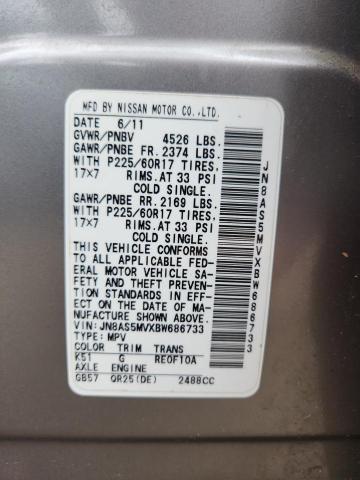 MFD BY NISSAN MOTOR CO.,LTD.
DATE 6/11
GVWR/PNBV 4526 LBS.
GAWR/PNBE FR. 2374 LBS.
WITH P225/60R17 TIRES,
17×7 RIMS.AT 33 PSI
COLD SINGLE.
GAWR/PNBE RR. 2169 LBS.
WITH P225/60R17 TIRES,
17×7 RIMS.AT 33 PSI
COLD SINGLE.
THIS VEHICLE CONFORMS
TO ALL APPLICABLE FED-
ERAL MOTOR VEHICLE SA-
FETY AND THEFT PREVEN-
TION STANDARDS IN EFF-
ECT ON THE DATE OF MA-
NUFACTURE SHOWN ABOVE.
VIN:JN8AS5MVXBW686733
TYPE:MPV
COLOR TRIM TRANS
K51 G RE0F10A
AXLE ENGINE
GB57 QR25(DE) 2488CC
JN8AS5MVXBW686733